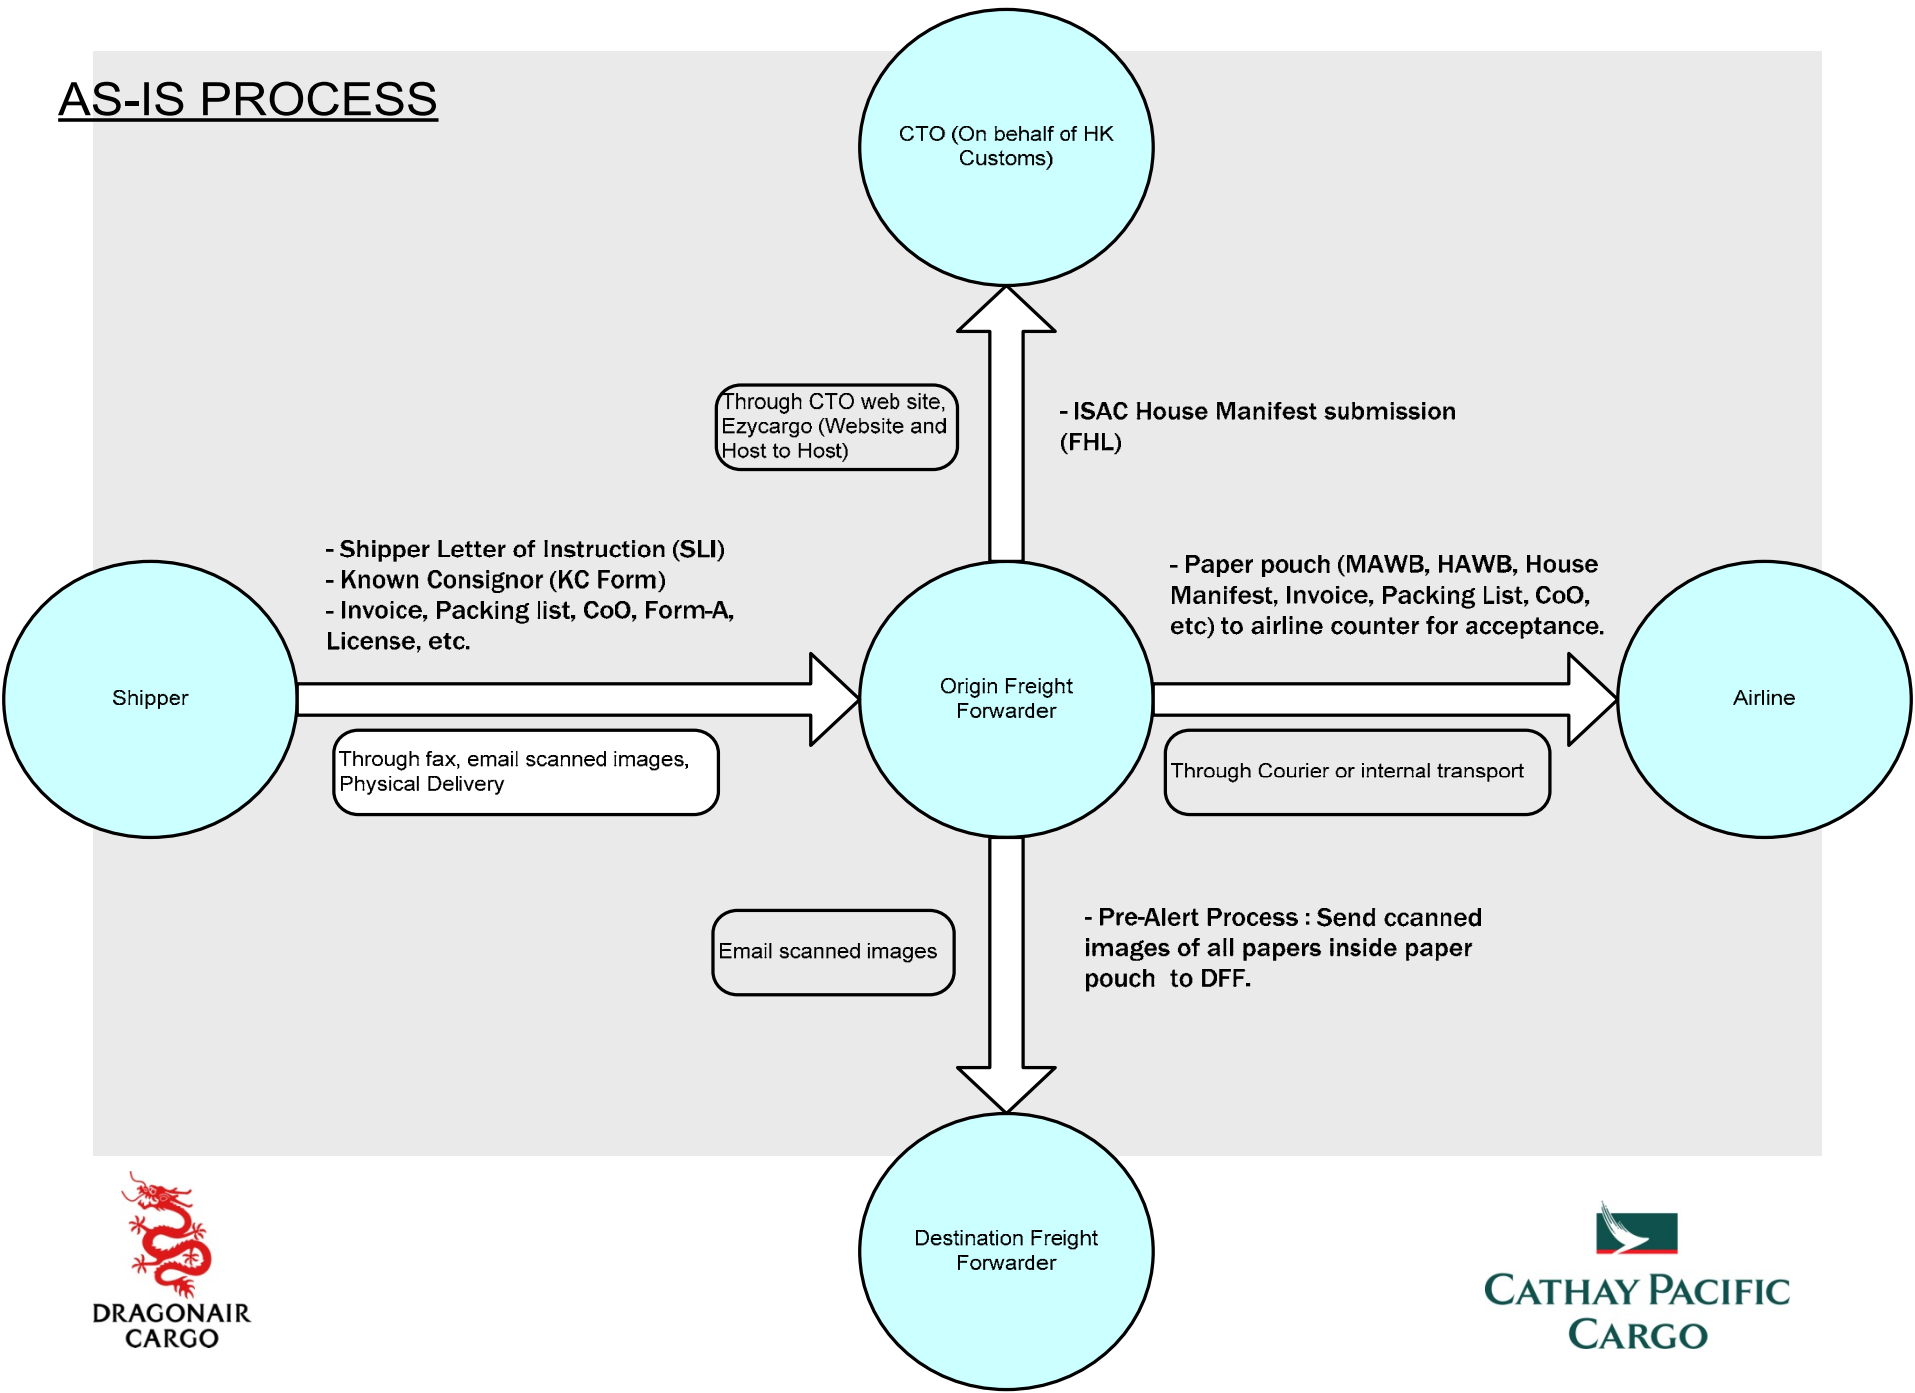 AS-IS PROCESS
CTO (On behalf of HK
Customs)
Through CTO web site,
Ezycargo (Website and
Host to Host)
- ISAC House Manifest submission
(FHL)
- Shipper Letter of Instruction (SLI)
- Known Consignor (KC Form)
- Invoice, Packing list, CoO, Form-A,
License, etc.
- Paper pouch (MAWB, HAWB, House
Manifest, Invoice, Packing List, CoO,
etc) to airline counter for acceptance.
Shipper
Origin Freight
Forwarder
Airline
Through fax, email scanned images,
Physical Delivery
Through Courier or internal transport
Email scanned images
- Pre-Alert Process : Send ccanned
images of all papers inside paper
pouch  to DFF.
Destination Freight
Forwarder
DRAGONAIR
CARGO
CATHAY PACIFIC
CARGO